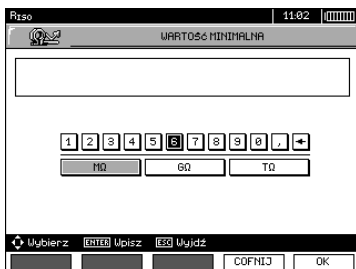 RISO 11:02
WARTOŚĆ MINIMALNA
1 2 3 4 5 6 7 8 9 0 , ←
MΩ GΩ TΩ
Wybierz ENTER Wpisz ESC Wyjdź
COFNIJ OK